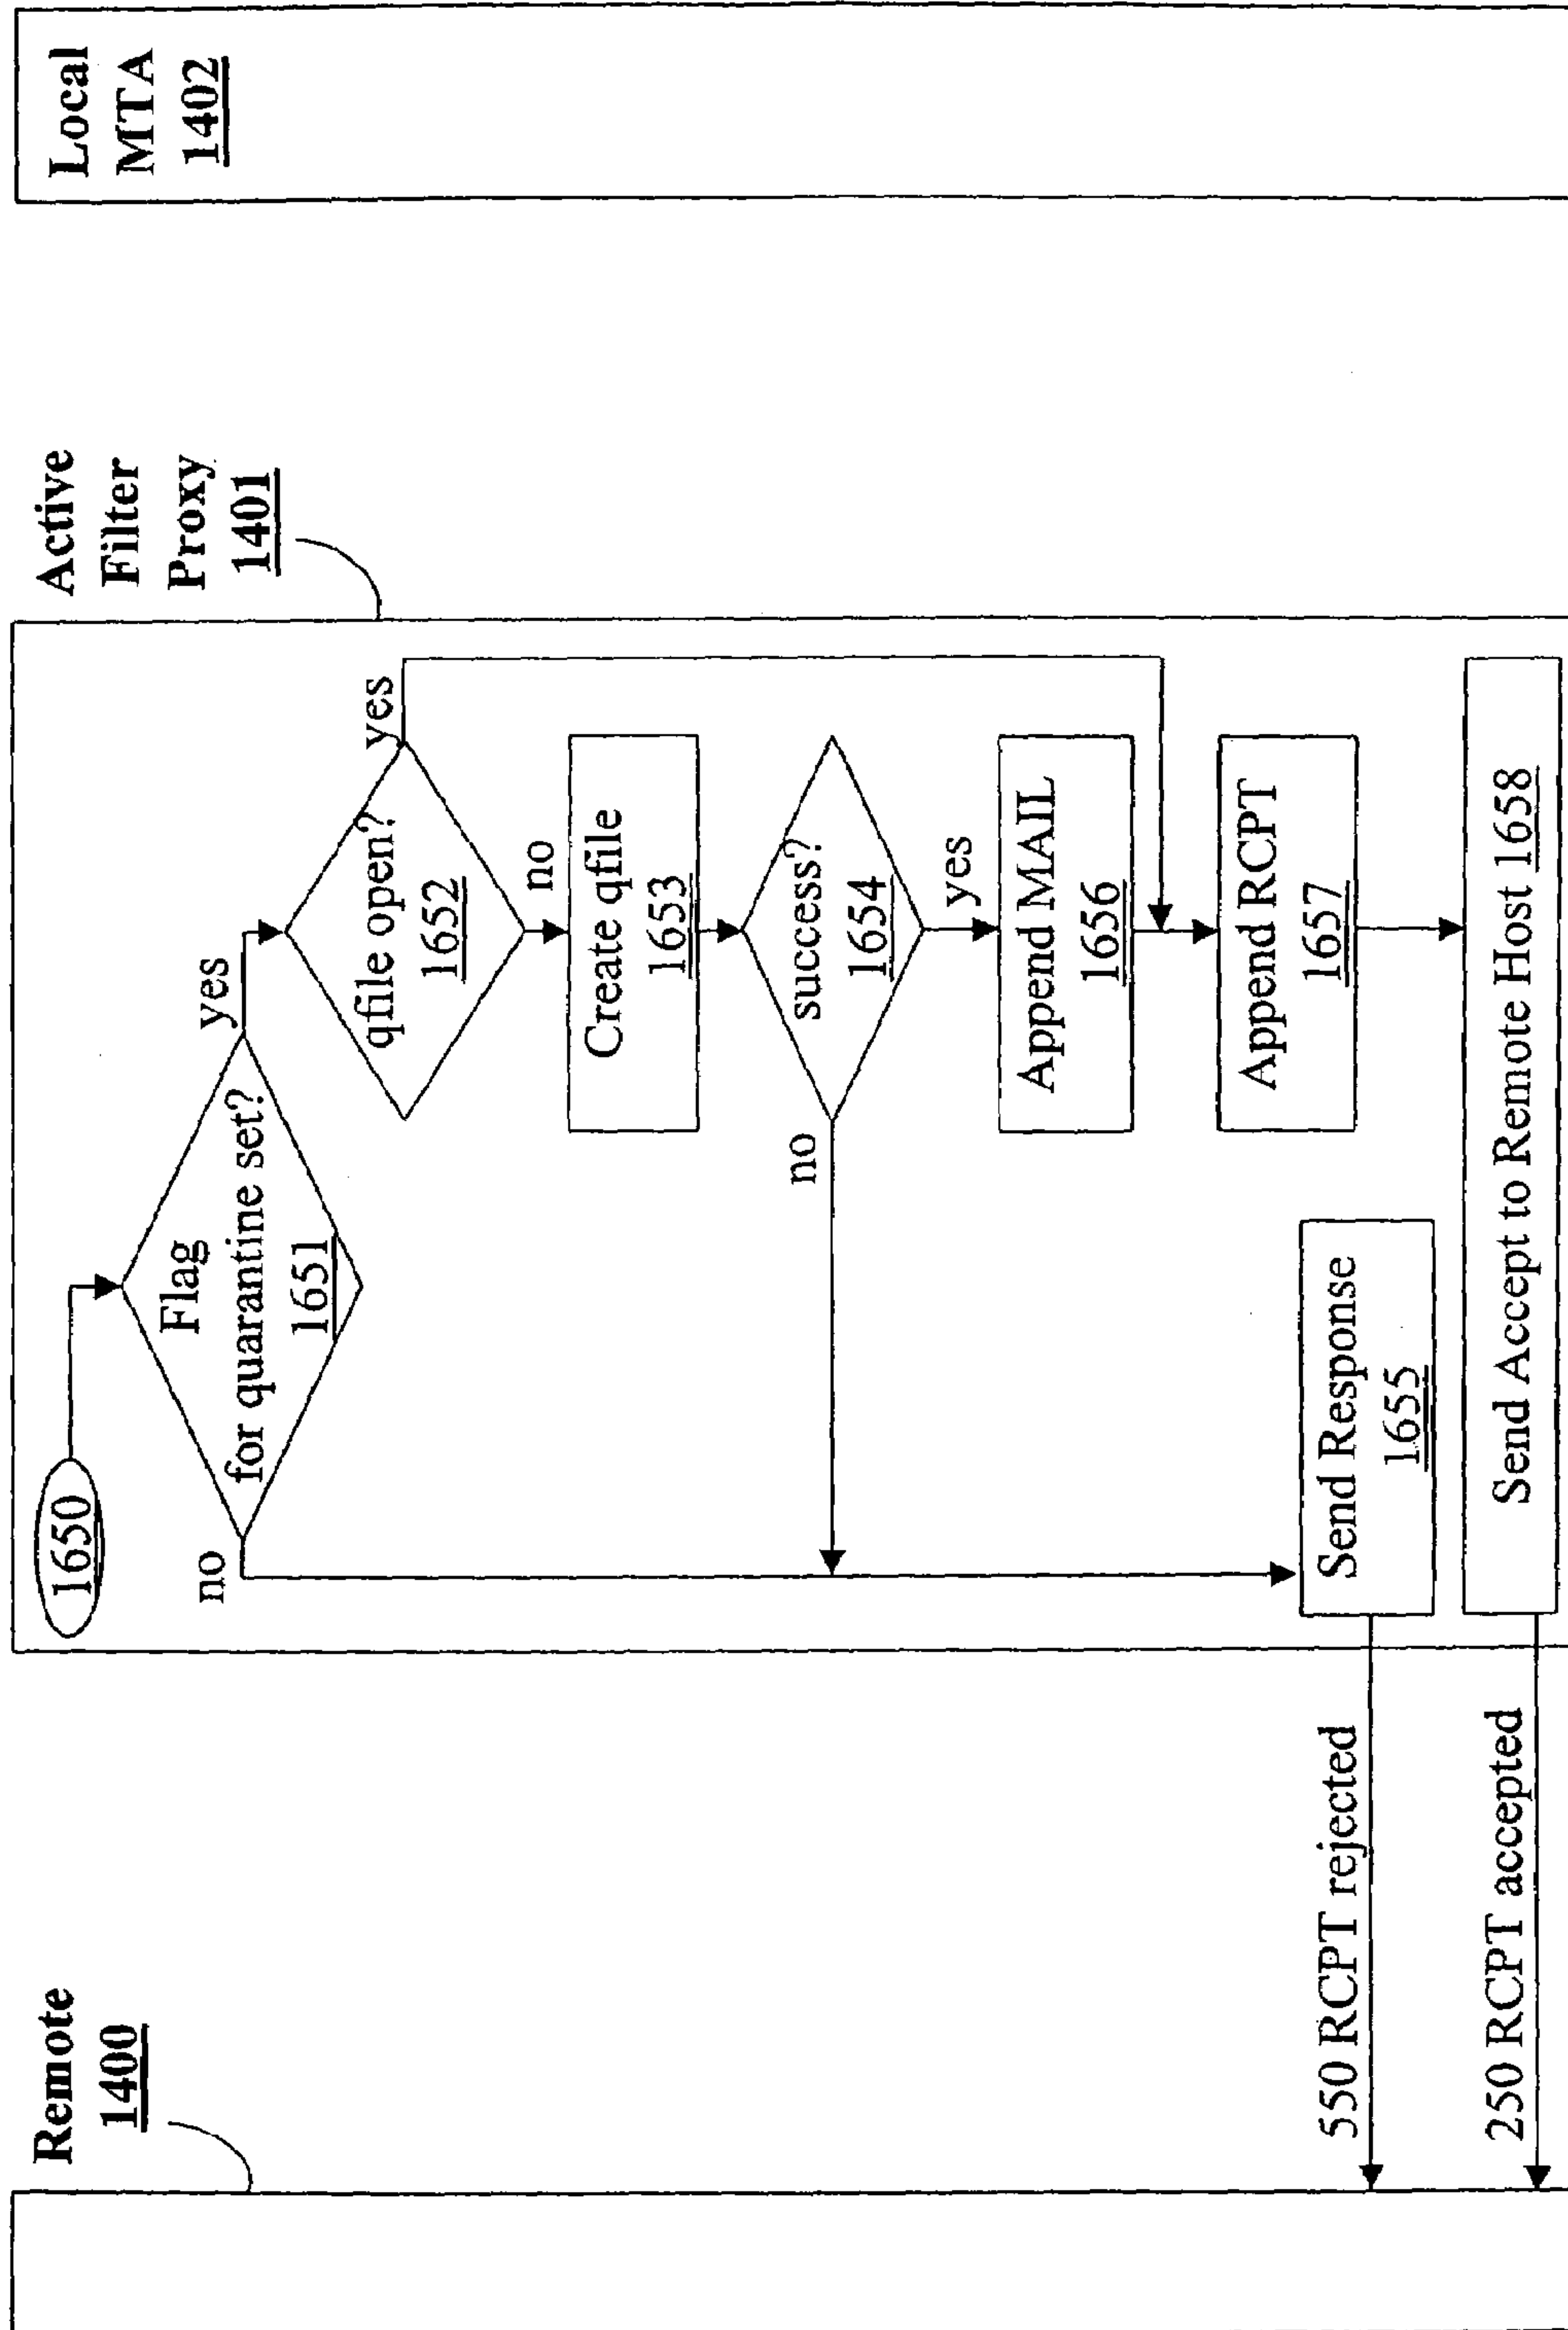 Remote
1400
Active
Filter
Proxy
1401
Local
MTA
1402
1650
Flag
for quarantine set?
1651
yes
no
qfile open?
1652
yes
no
Create qfile
1653
success?
1654
no
yes
Append MAIL
1656
Append RCPT
1657
Send Response
1655
550 RCPT rejected
Send Accept to Remote Host 1658
250 RCPT accepted